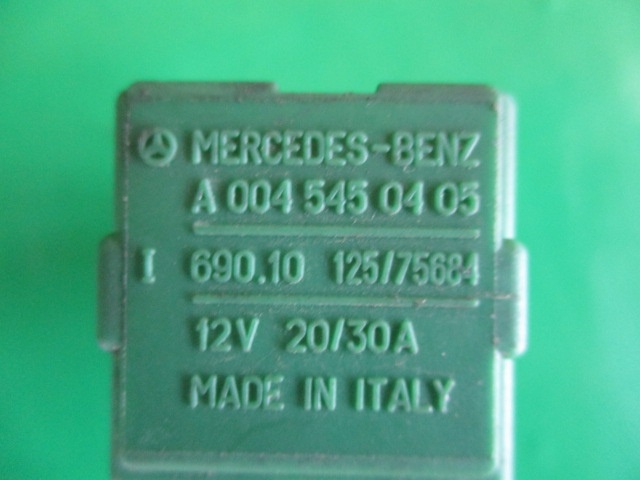 MERCEDES-BENZ
A 004 545 04 05
I 690.10 125/75684
12V 20/30A
MADE IN ITALY